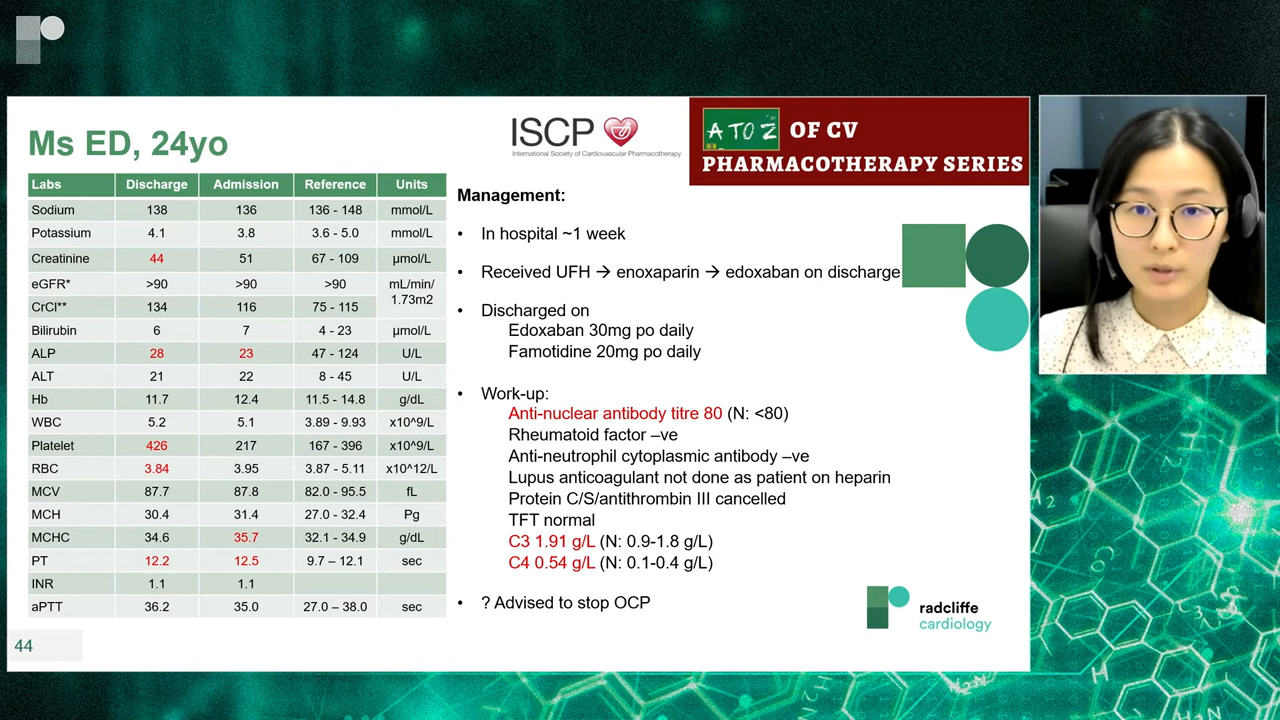 Ms ED, 24yo
ISCP
International Society of Cardiovascular Pharmacotherapy
A TO Z OF CV
PHARMACOTHERAPY SERIES
Labs Discharge Admission Reference Units
Sodium 138 136 136 - 148 mmol/L
Potassium 4.1 3.8 3.6 - 5.0 mmol/L
Creatinine 44 51 67 - 109 µmol/L
eGFR* >90 >90 >90 mL/min/
1.73m2
CrCl** 134 116 75 - 115
Bilirubin 6 7 4 - 23 µmol/L
ALP 28 23 47 - 124 U/L
ALT 21 22 8 - 45 U/L
Hb 11.7 12.4 11.5 - 14.8 g/dL
WBC 5.2 5.1 3.89 - 9.93 x10^9/L
Platelet 426 217 167 - 396 x10^9/L
RBC 3.84 3.95 3.87 - 5.11 x10^12/L
MCV 87.7 87.8 82.0 - 95.5 fL
MCH 30.4 31.4 27.0 - 32.4 Pg
MCHC 34.6 35.7 32.1 - 34.9 g/dL
PT 12.2 12.5 9.7 – 12.1 sec
INR 1.1 1.1
aPTT 36.2 35.0 27.0 – 38.0 sec
44
Management:
• In hospital ~1 week
• Received UFH → enoxaparin → edoxaban on discharge
• Discharged on
Edoxaban 30mg po daily
Famotidine 20mg po daily
• Work-up:
Anti-nuclear antibody titre 80 (N: <80)
Rheumatoid factor –ve
Anti-neutrophil cytoplasmic antibody –ve
Lupus anticoagulant not done as patient on heparin
Protein C/S/antithrombin III cancelled
TFT normal
C3 1.91 g/L (N: 0.9-1.8 g/L)
C4 0.54 g/L (N: 0.1-0.4 g/L)
• ? Advised to stop OCP
radcliffe
cardiology